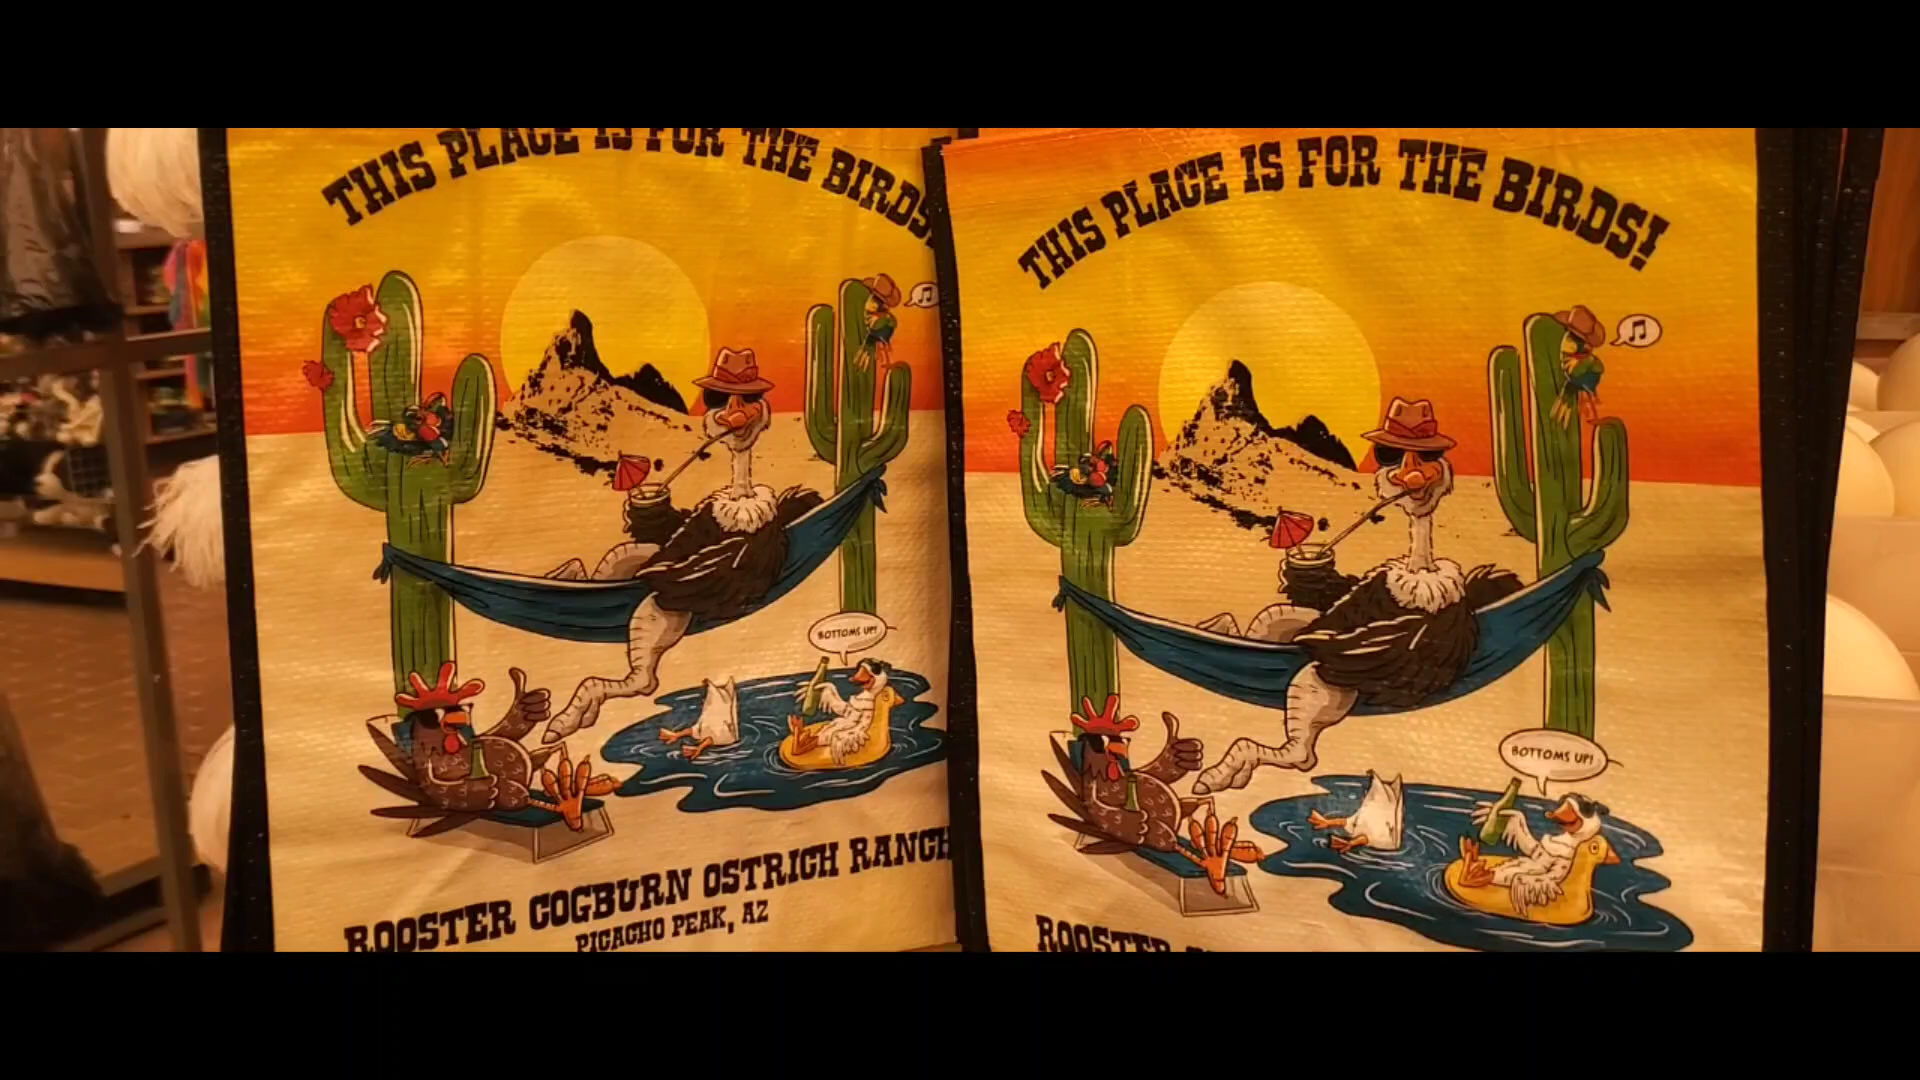 THIS PLACE IS FOR THE BIRDS
BOTTOMS UP!
ROOSTER COGBURN OSTRICH RANCH
PICACHO PEAK, AZ
THIS PLACE IS FOR THE BIRDS!
BOTTOMS UP!
ROOSTER